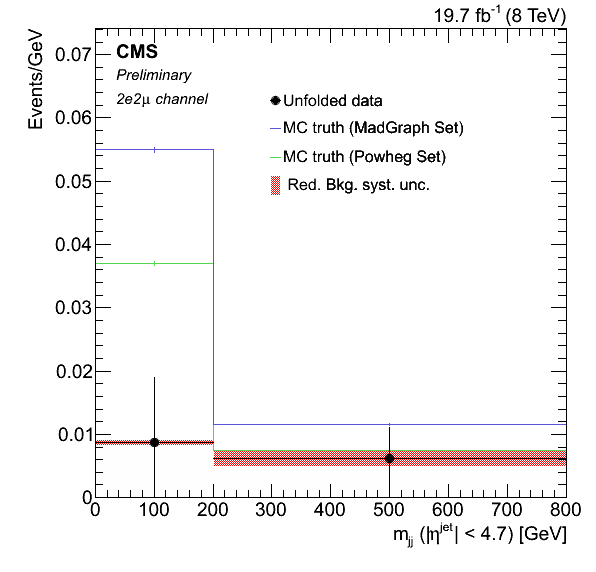 19.7 fb⁻¹ (8 TeV)
Events/GeV
CMS
Preliminary
2e2μ channel
Unfolded data
MC truth (MadGraph Set)
MC truth (Powheg Set)
Red. Bkg. syst. unc.
0.07
0.06
0.05
0.04
0.03
0.02
0.01
0
0 100 200 300 400 500 600 700 800
m_jj (|η^jet| < 4.7) [GeV]